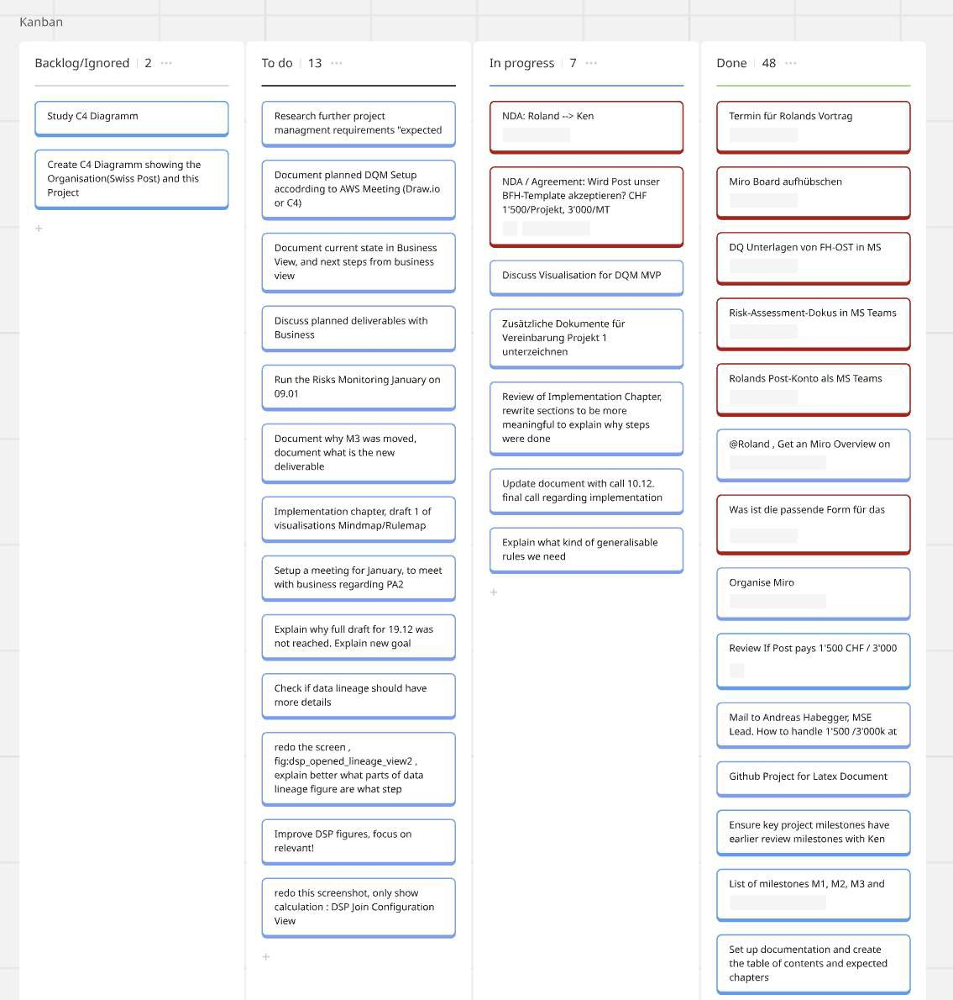 Kanban
Backlog/Ignored 2
Study C4 Diagramm
Create C4 Diagramm showing the
Organisation(Swiss Post) and this
Project
To do 13
Research further project
managment requirements "expected
Document planned DQM Setup
accodrding to AWS Meeting (Draw.io
or C4)
Document current state in Business
View, and next steps from business
view
Discuss planned deliverables with
Business
Run the Risks Monitoring January on
09.01
Document why M3 was moved,
document what is the new
deliverable
Implementation chapter, draft 1 of
visualisations Mindmap/Rulemap
Setup a meeting for January, to meet
with business regarding PA2
Explain why full draft for 19.12 was
not reached. Explain new goal
Check if data lineage should have
more details
redo the screen ,
fig:dsp_opened_lineage_view2 ,
explain better what parts of data
lineage figure are what step
Improve DSP figures, focus on
relevant!
redo this screenshot, only show
calculation : DSP Join Configuration
View
In progress 7
NDA: Roland --> Ken
NDA / Agreement: Wird Post unser
BFH-Template akzeptieren? CHF
1'500/Projekt, 3'000/MT
Discuss Visualisation for DQM MVP
Zusätzliche Dokumente für
Vereinbarung Projekt 1
unterzeichnen
Review of Implementation Chapter,
rewrite sections to be more
meaningful to explain why steps
were done
Update document with call 10.12.
final call regarding implementation
Explain what kind of generalisable
rules we need
Done 48
Termin für Rolands Vortrag
Miro Board aufhübschen
DQ Unterlagen von FH-OST in MS
Risk-Assessment-Dokus in MS Teams
Rolands Post-Konto als MS Teams
@Roland , Get an Miro Overview on
Was ist die passende Form für das
Organise Miro
Review If Post pays 1'500 CHF / 3'000
Mail to Andreas Habegger, MSE
Lead. How to handle 1'500 /3'000k at
Github Project for Latex Document
Ensure key project milestones have
earlier review milestones with Ken
List of milestones M1, M2, M3 and
Set up documentation and create
the table of contents and expected
chapters